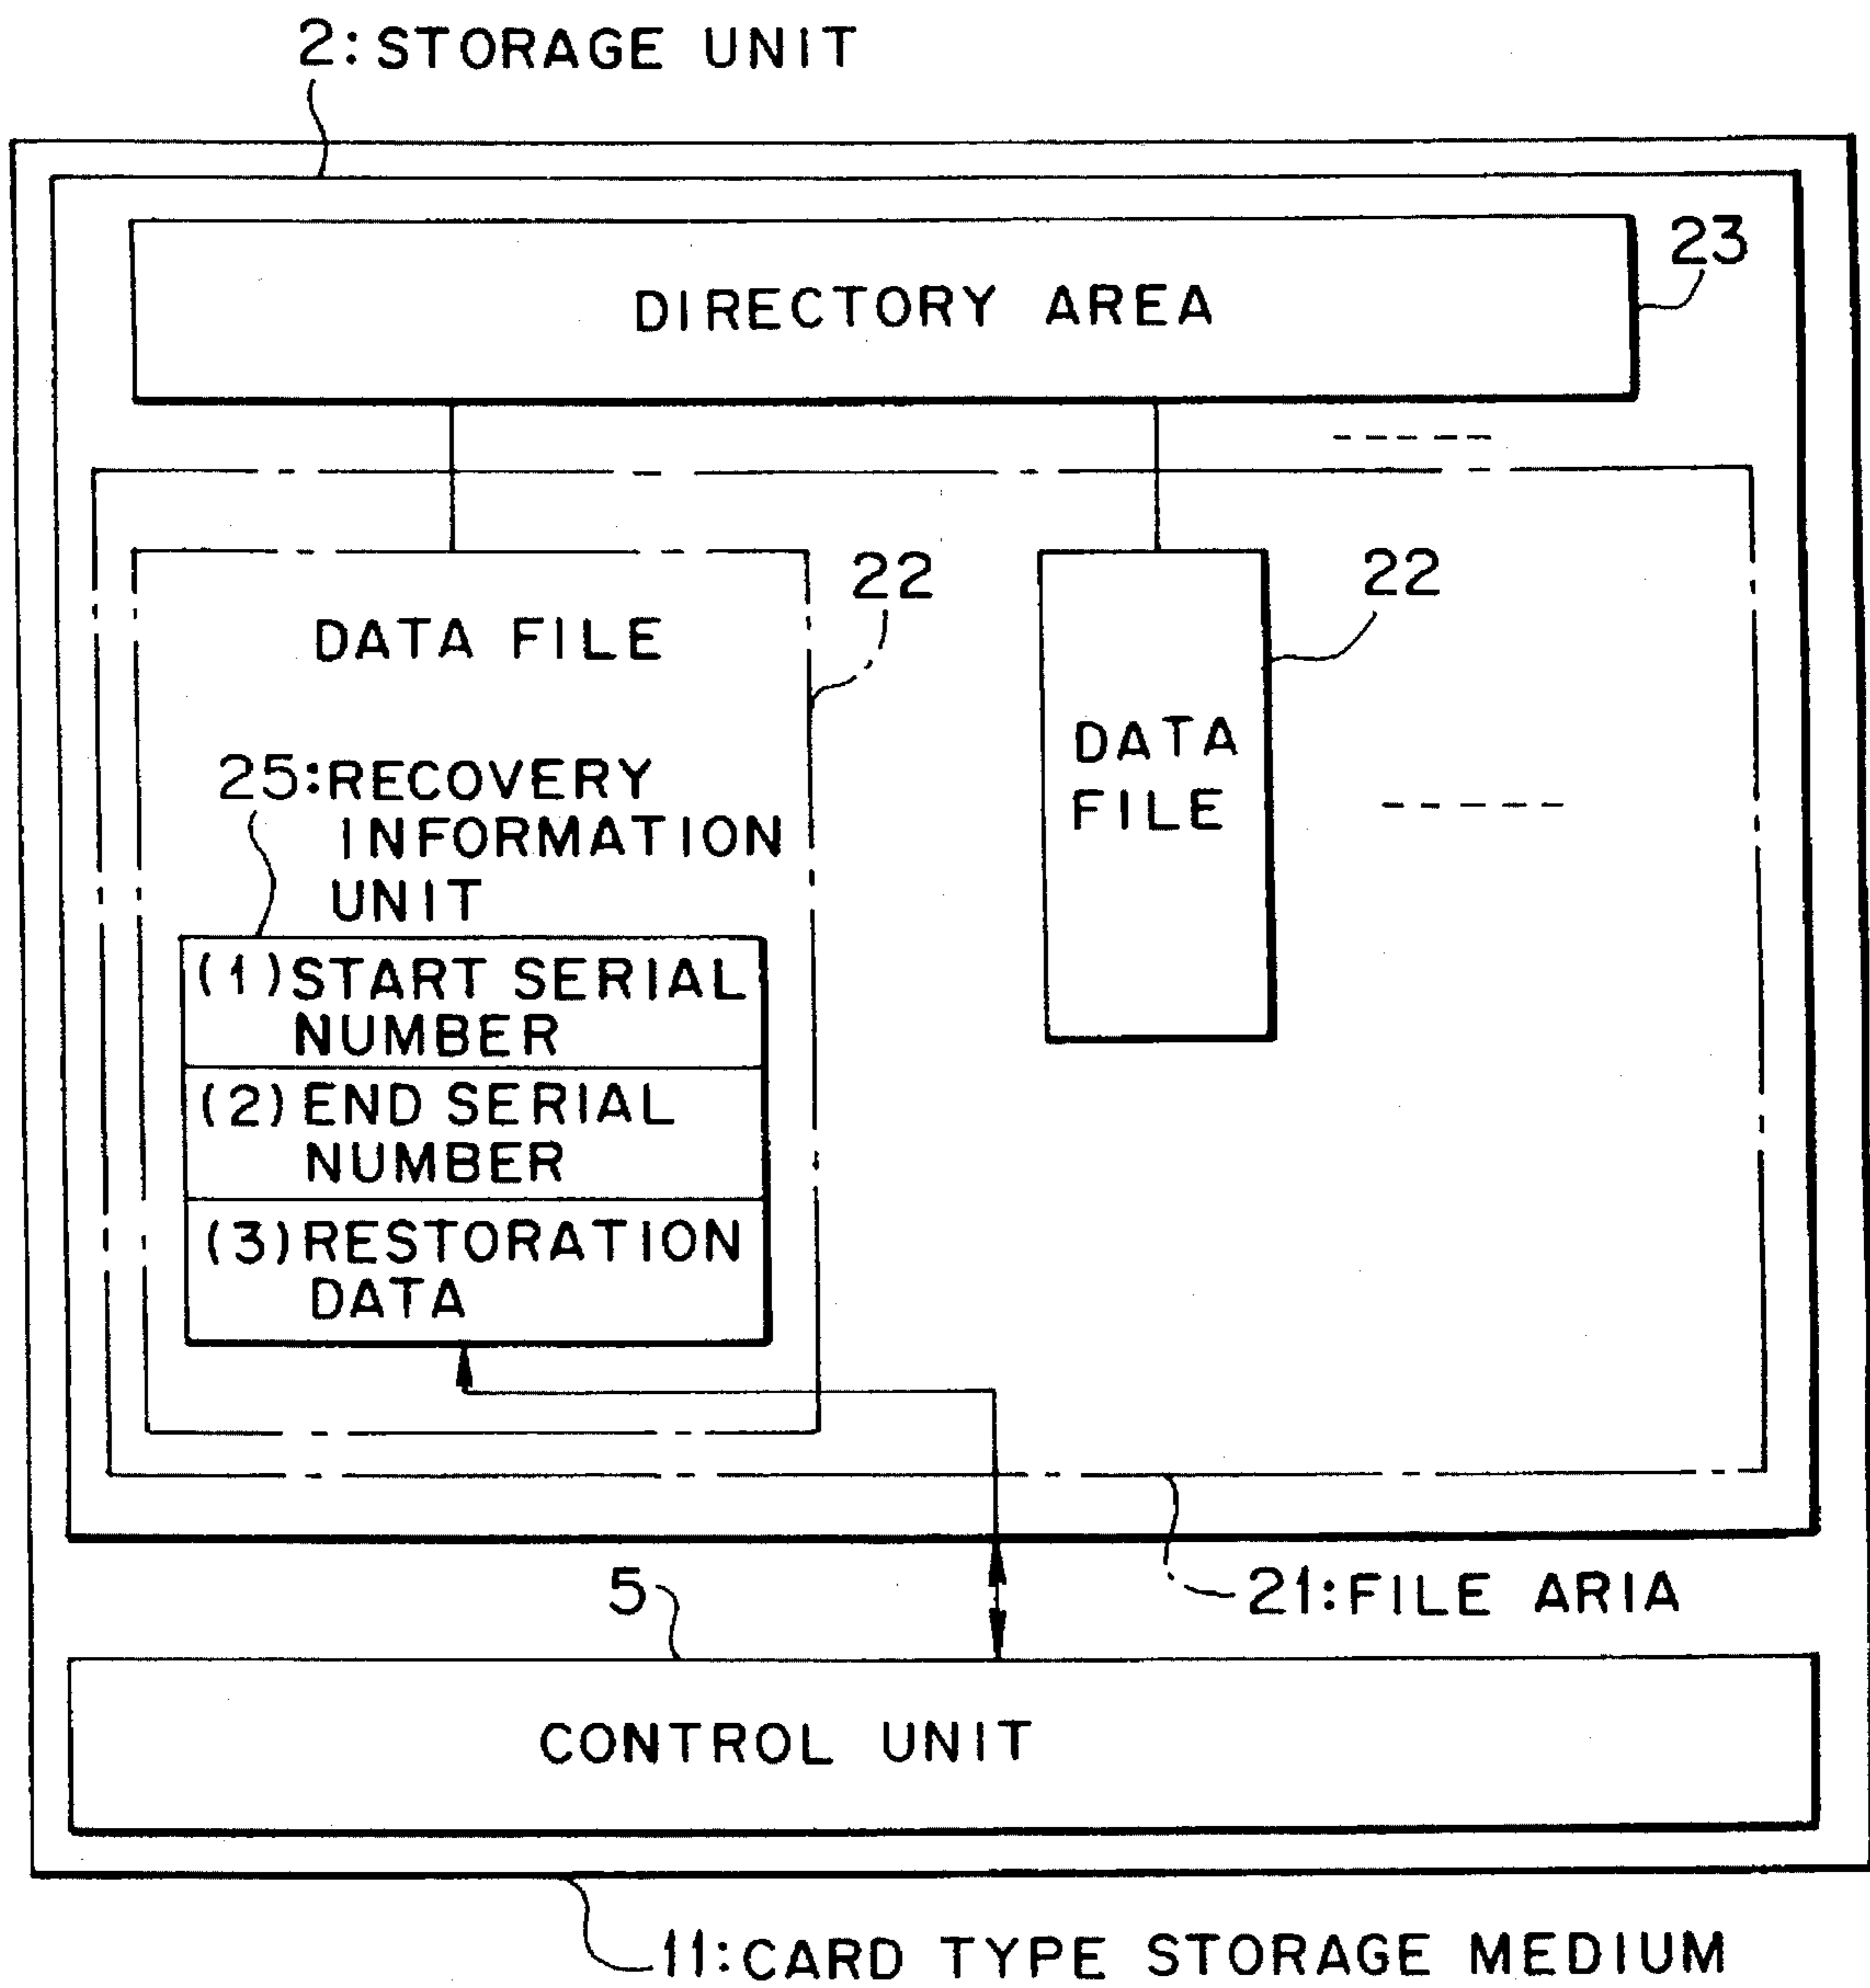 2: STORAGE UNIT
23
DIRECTORY AREA
22
22
DATA FILE
DATA
FILE
25: RECOVERY
INFORMATION
UNIT
(1) START SERIAL
NUMBER
(2) END SERIAL
NUMBER
(3) RESTORATION
DATA
5
21: FILE ARIA
CONTROL UNIT
11: CARD TYPE STORAGE MEDIUM